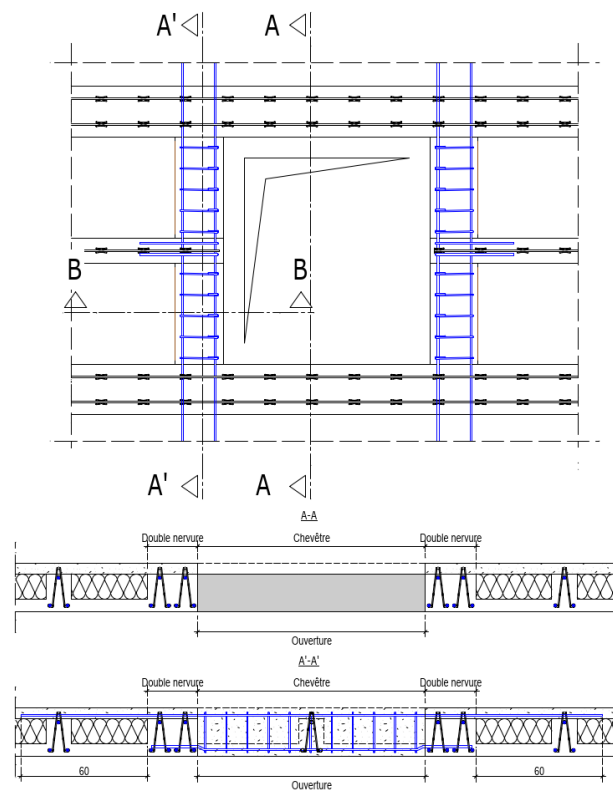 A' A
B B
A' A
A-A
Double nervure Chevêtre Double nervure
Ouverture
A'-A'
Double nervure Chevêtre Double nervure
60 60
Ouverture